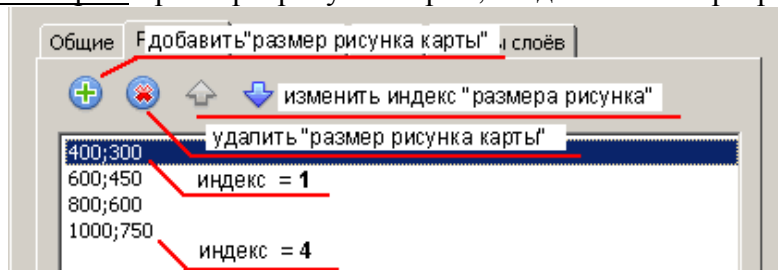 Общие
добавить"размер рисунка карты"
слоёв
изменить индекс "размера рисунка"
удалить "размер рисунка карты"
400;300
600;450
индекс = 1
800;600
1000;750
индекс = 4